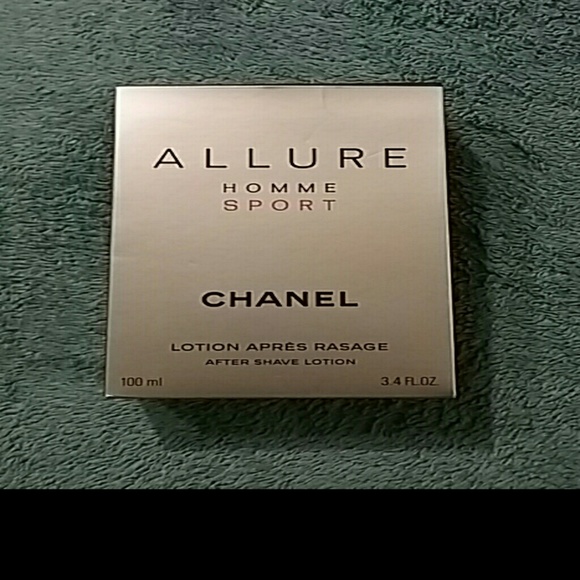 ALLURE
HOMME
SPORT
CHANEL
LOTION APRÈS RASAGE
AFTER SHAVE LOTION
100 ml 3.4 FL.OZ.